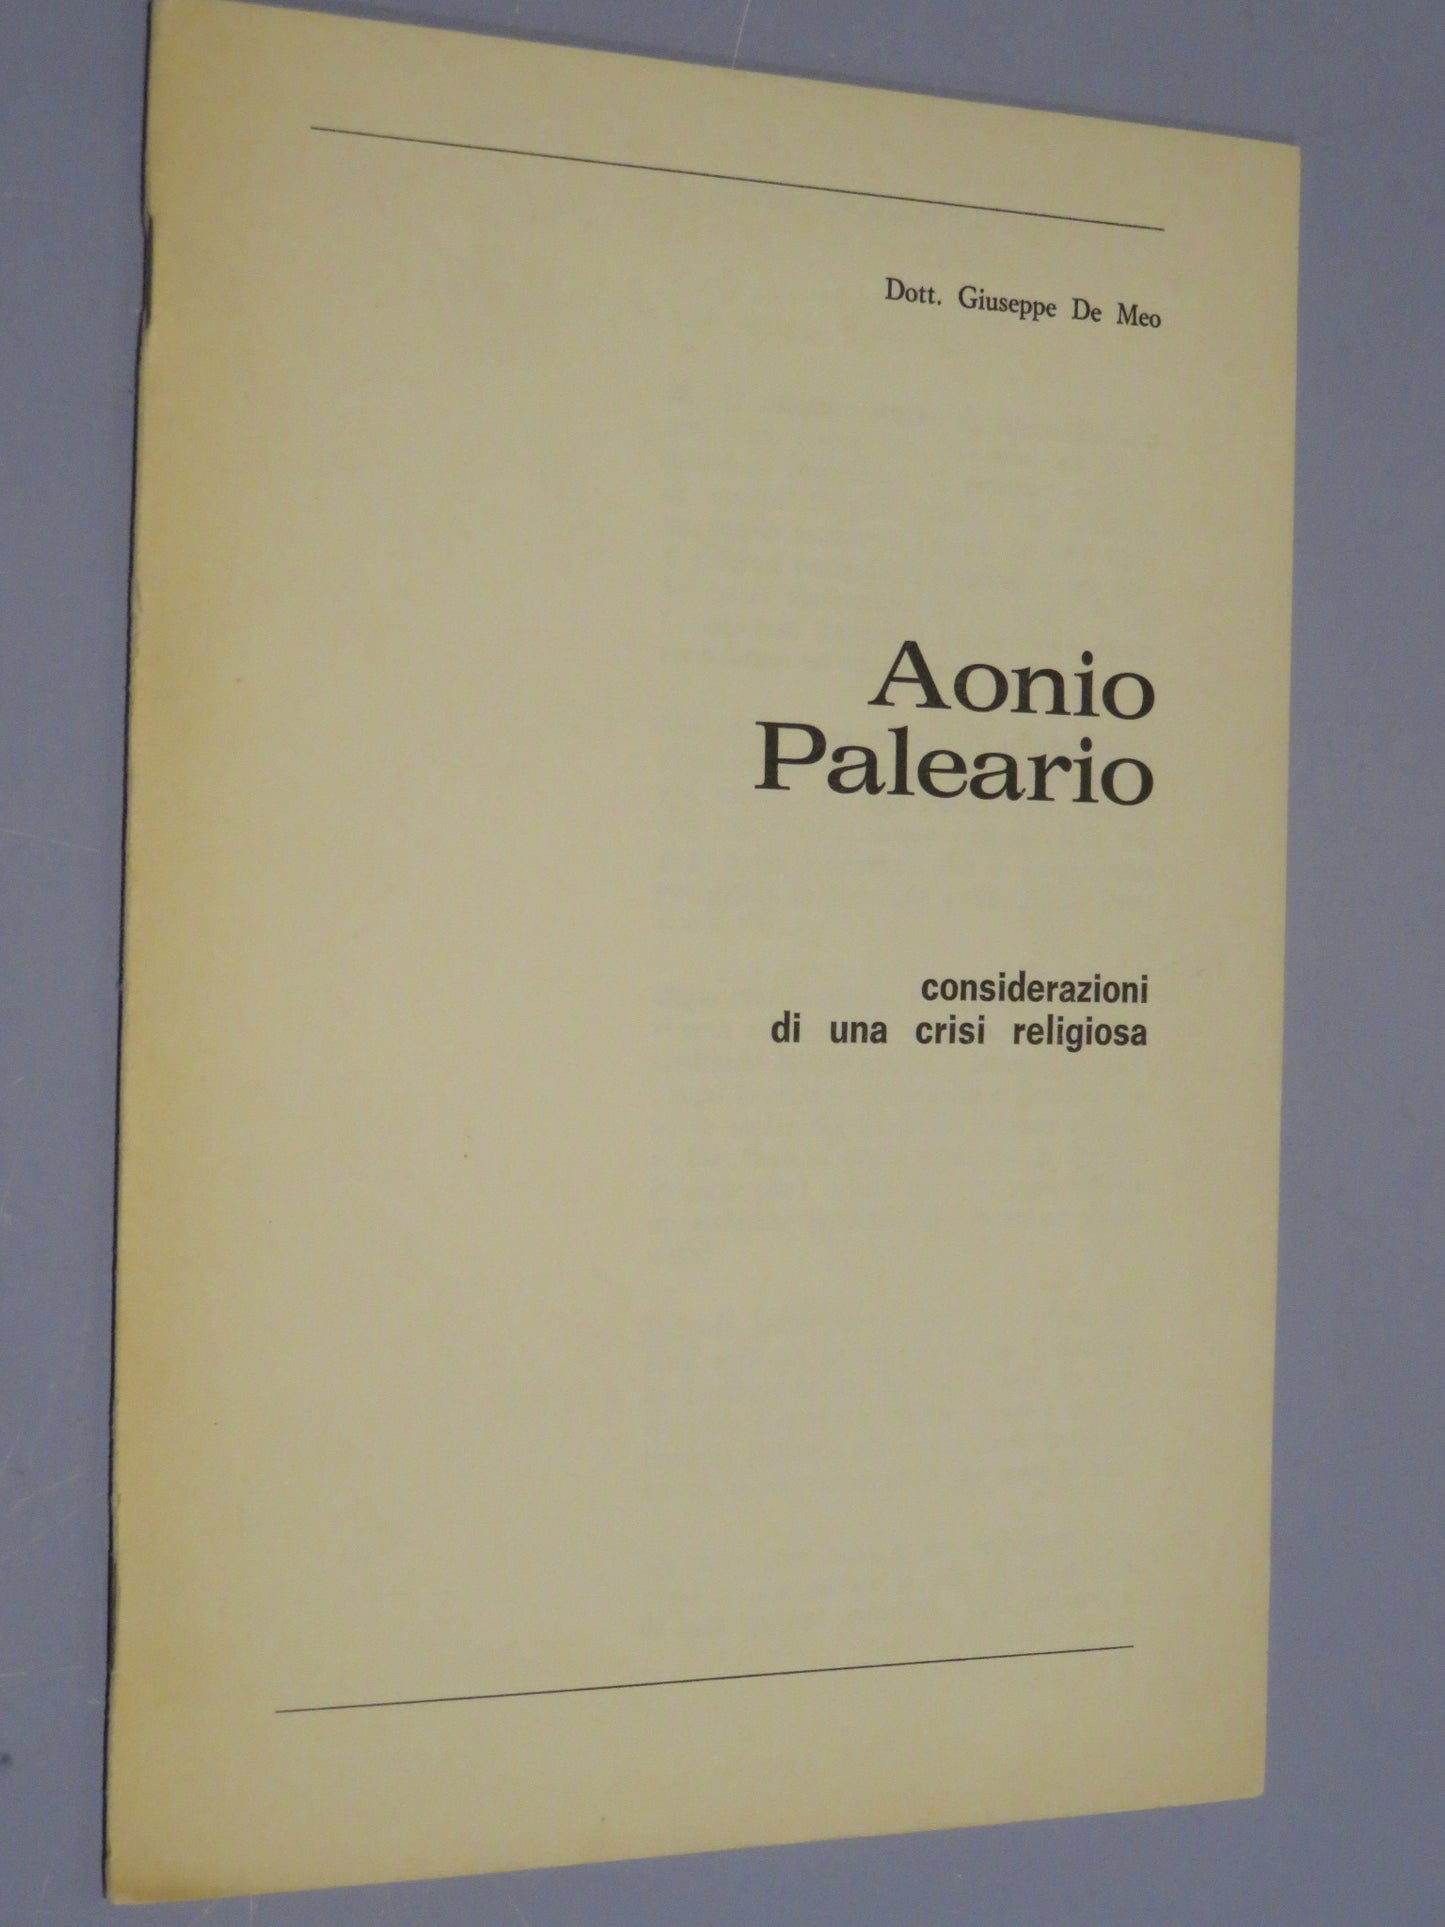 Dott. Giuseppe De Meo
Aonio
Paleario
considerazioni
di una crisi religiosa